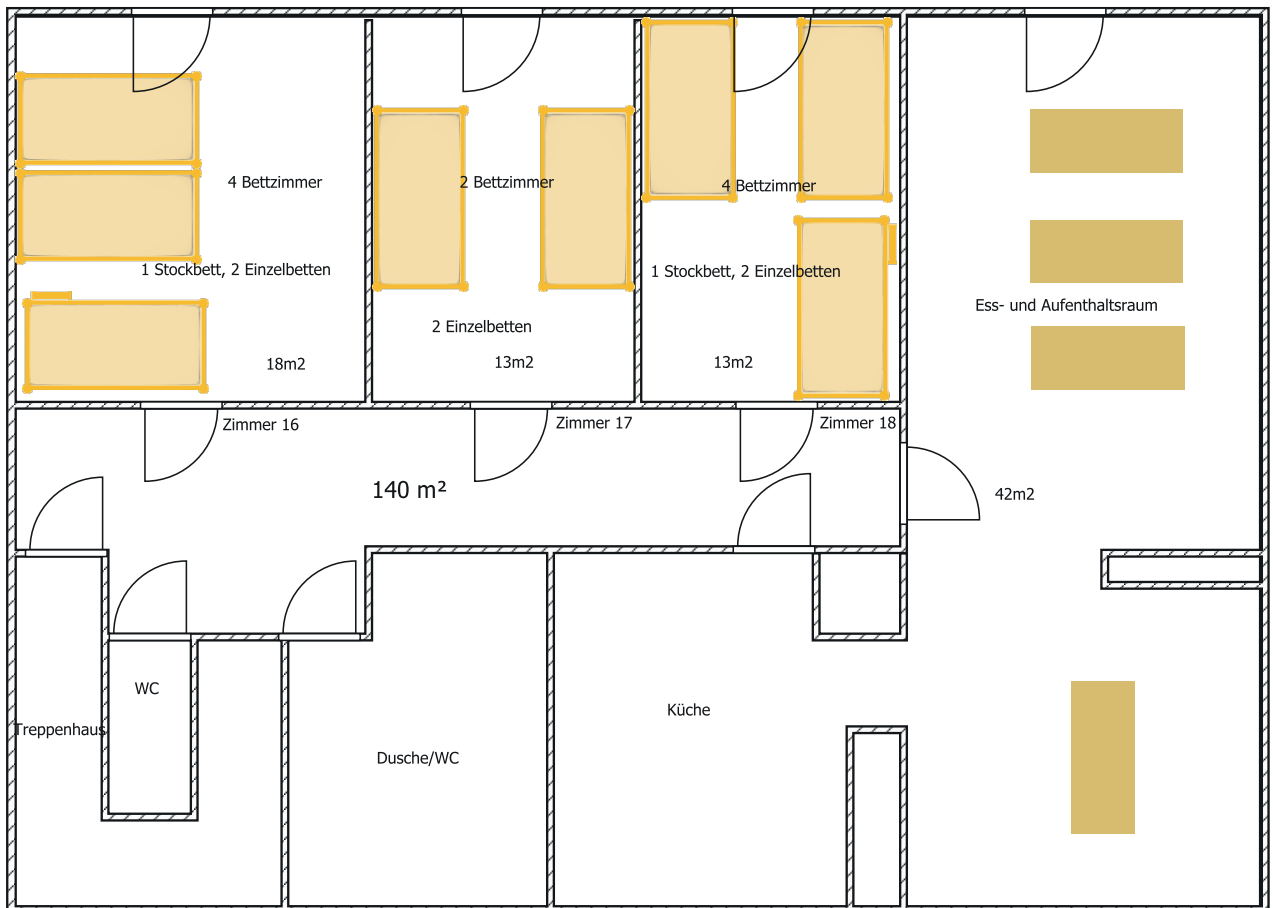 4 Bettzimmer
2 Bettzimmer
4 Bettzimmer
1 Stockbett, 2 Einzelbetten
1 Stockbett, 2 Einzelbetten
Ess- und Aufenthaltsraum
2 Einzelbetten
18m2
13m2
13m2
Zimmer 16
Zimmer 17
Zimmer 18
140 m²
42m2
WC
Treppenhaus
Küche
Dusche/WC